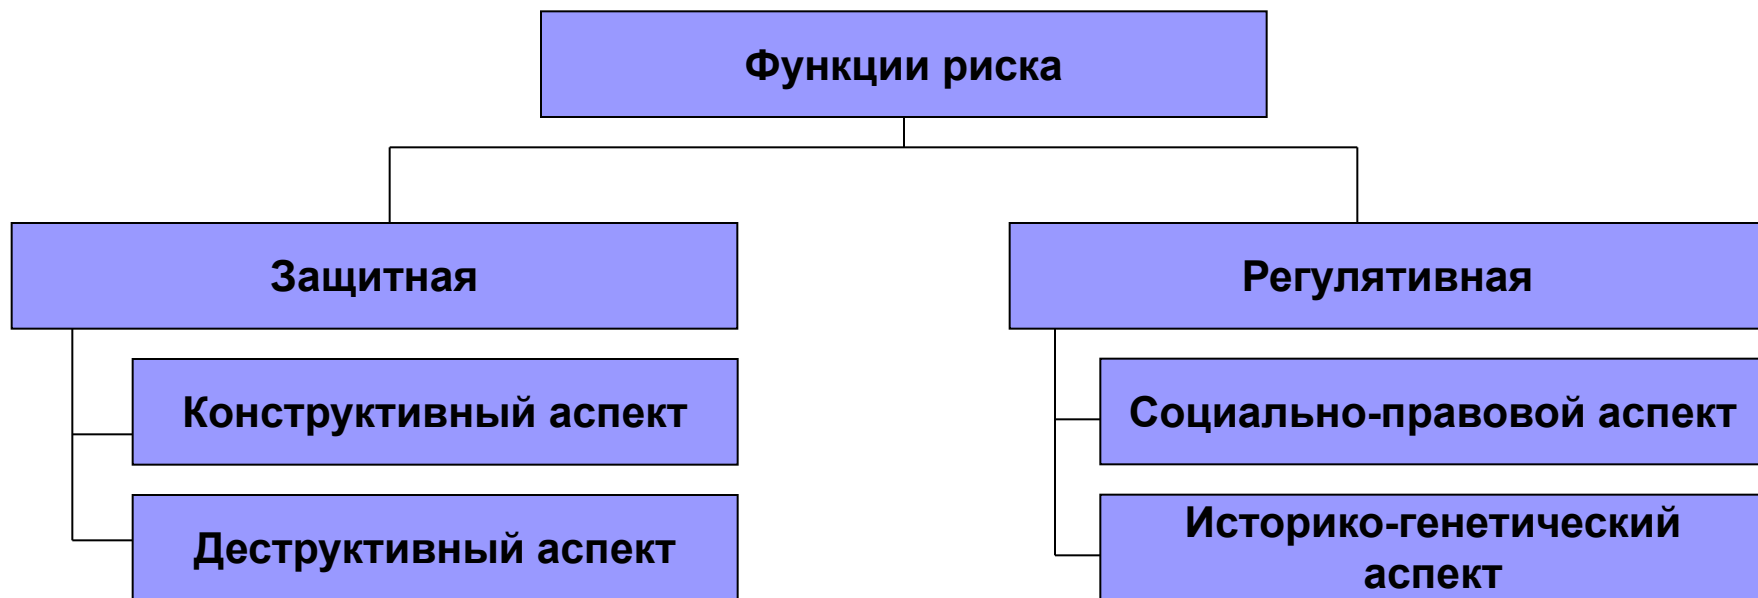 Функции риска
Защитная
Регулятивная
Конструктивный аспект
Социально-правовой аспект
Деструктивный аспект
Историко-генетический
аспект